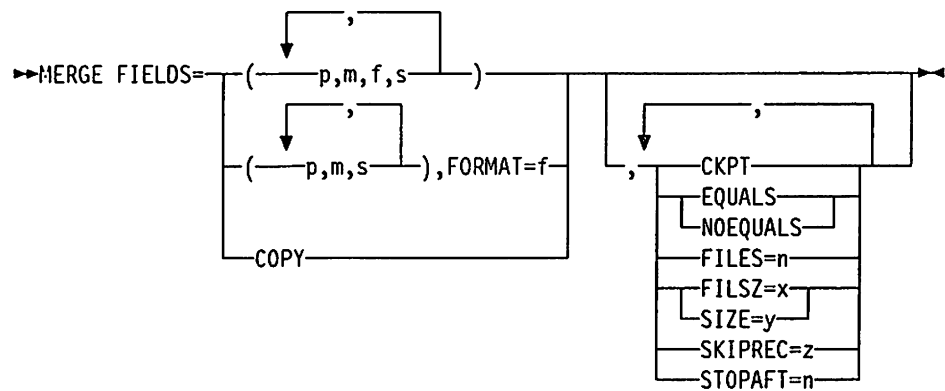 ,
MERGE FIELDS= ( p,m,f,s )
, ,
( p,m,s ),FORMAT=f , CKPT
EQUALS
NOEQUALS
COPY FILES=n
FILSZ=x
SIZE=y
SKIPREC=z
STOPAFT=n